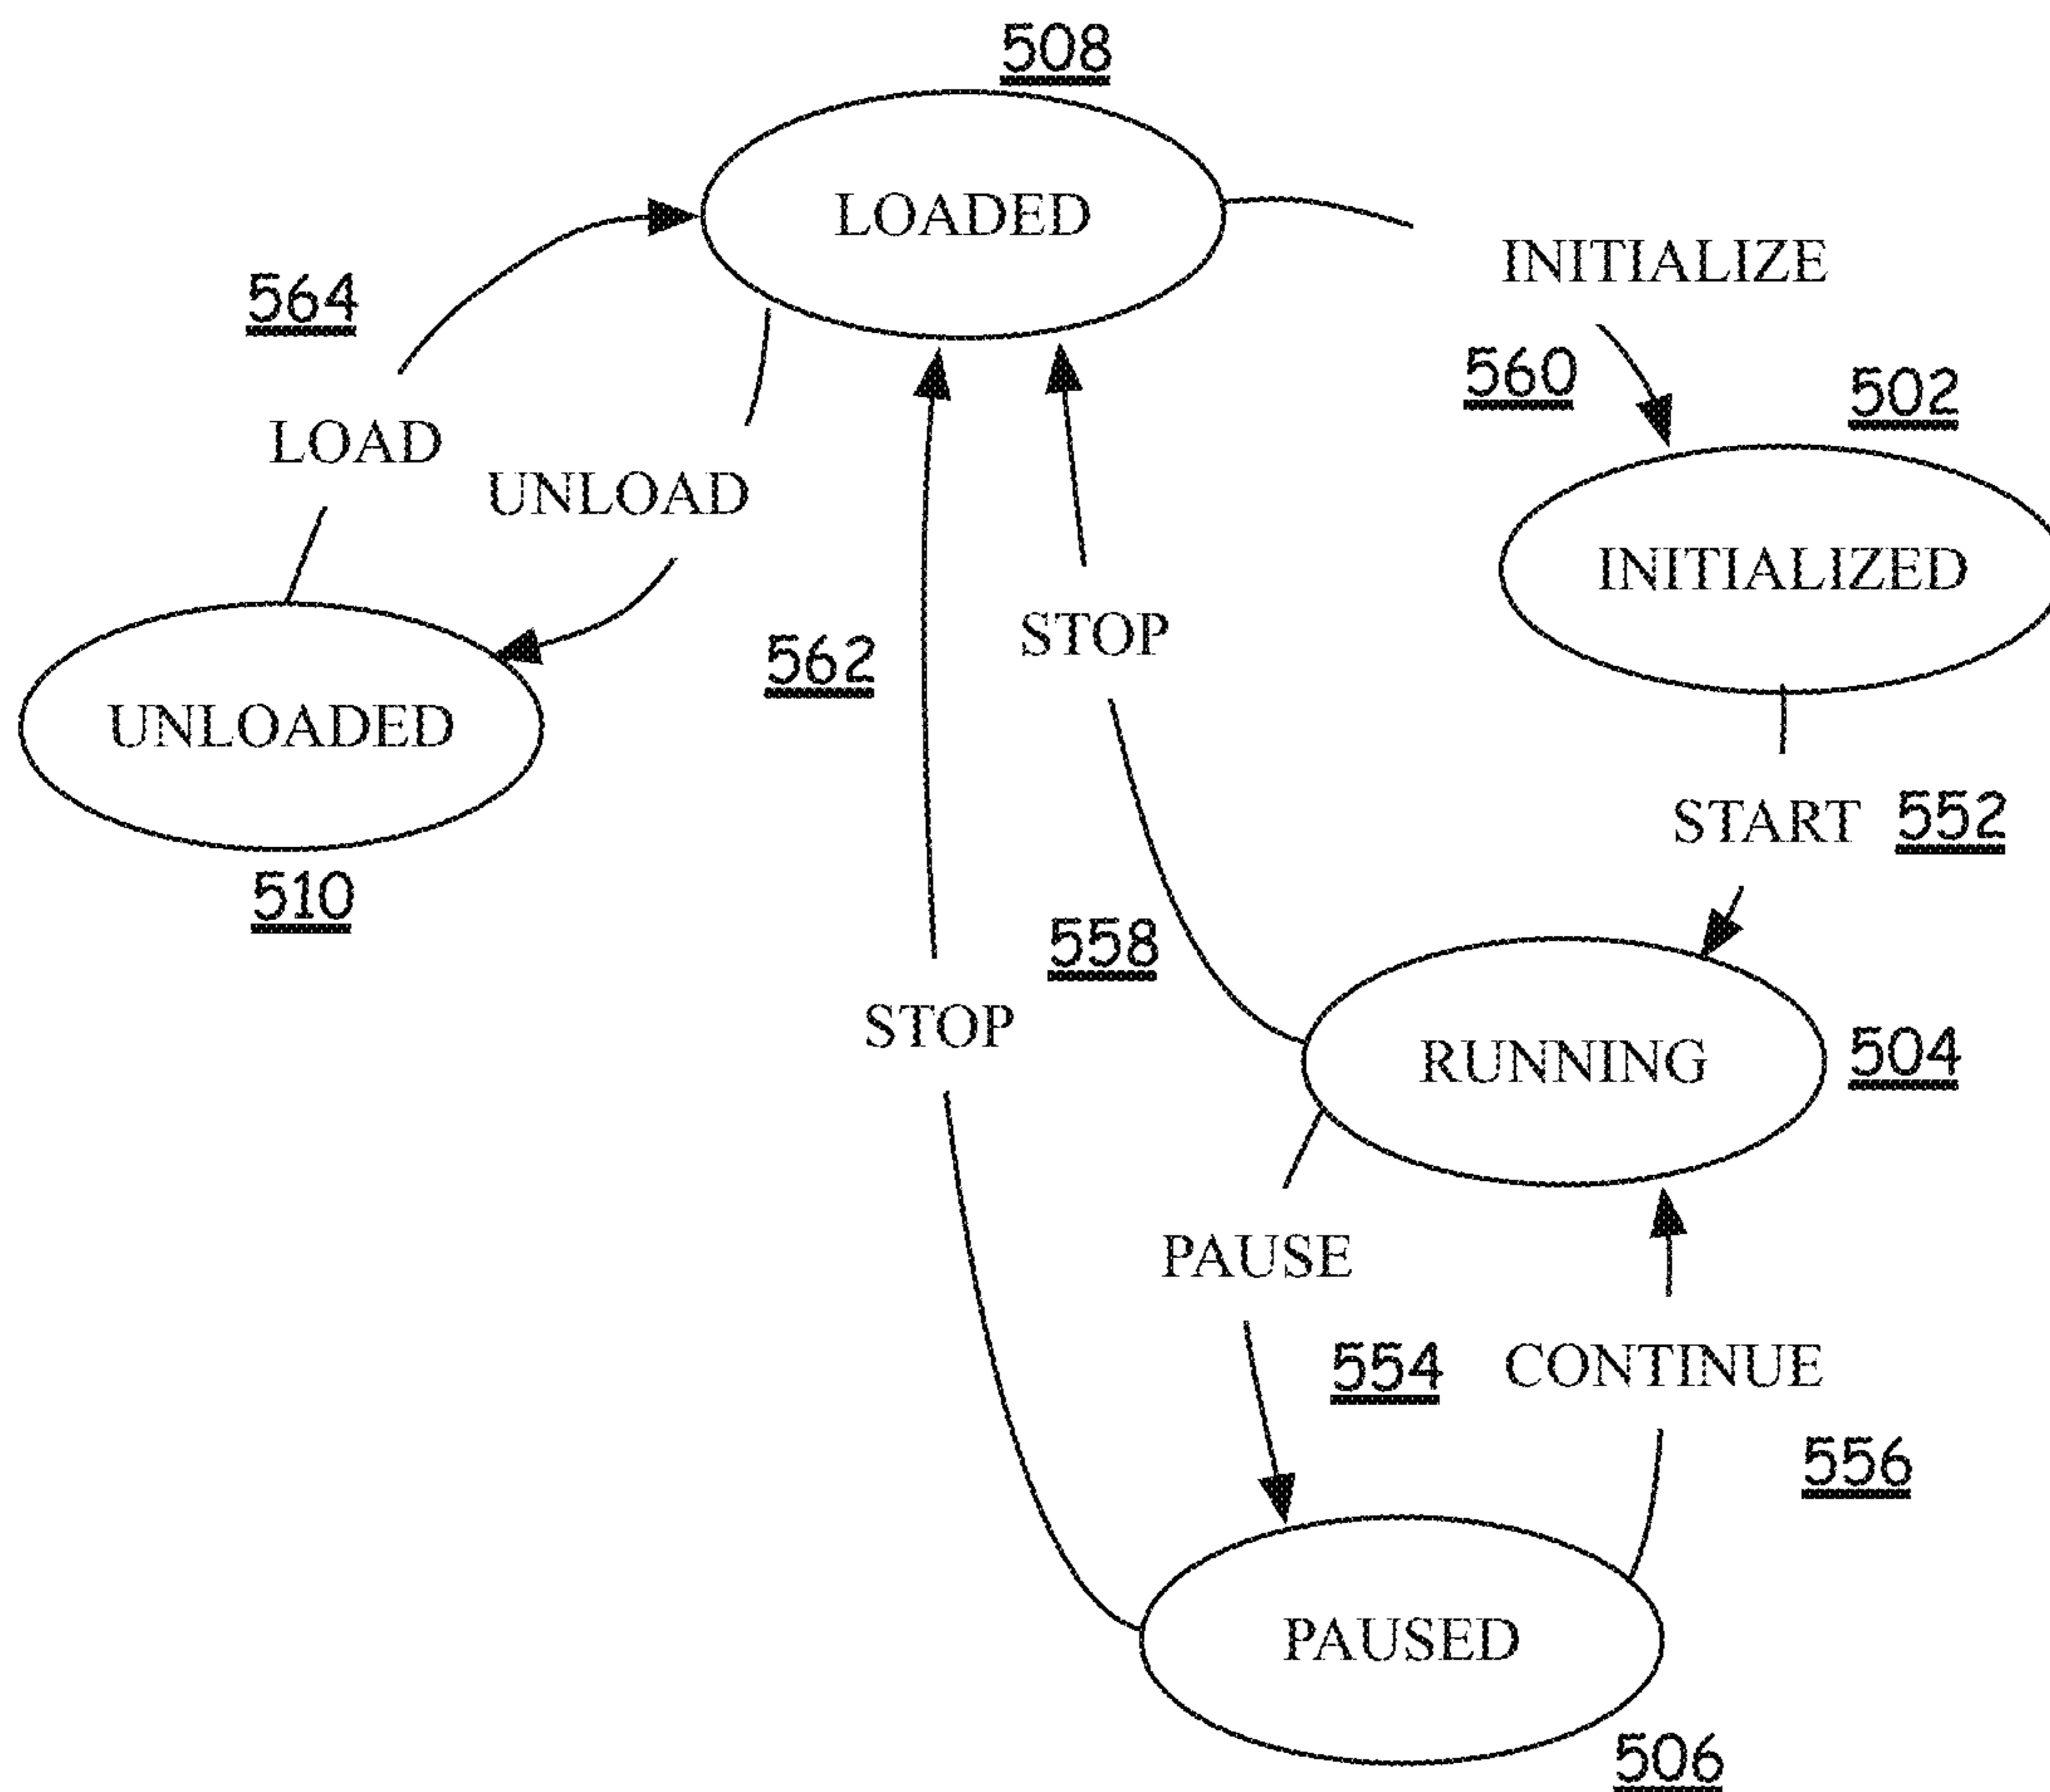 508
LOADED
INITIALIZE
564
560
502
LOAD
UNLOAD
INITIALIZED
STOP
562
UNLOADED
START 552
510
558
STOP
RUNNING
504
PAUSE
554
CONTINUE
556
PAUSED
506